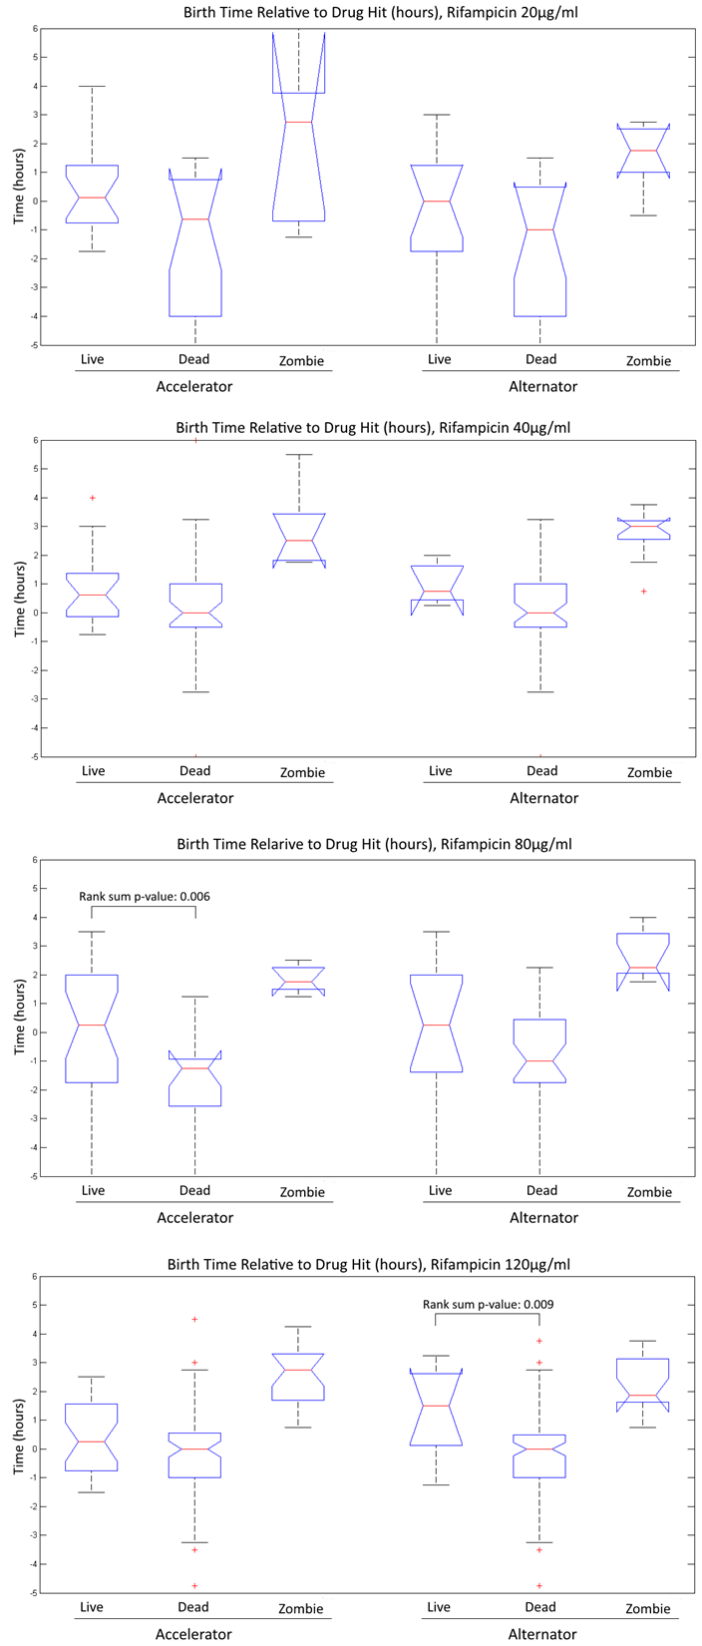 Birth Time Relative to Drug Hit (hours), Rifampicin 20µg/ml
6
5
4
3
2
1
0
-1
-2
-3
-4
-5
Time (hours)
Live Dead Zombie Live Dead Zombie
Accelerator Alternator
Birth Time Relative to Drug Hit (hours), Rifampicin 40µg/ml
6
5
4
3
2
1
0
-1
-2
-3
-4
-5
Time (hours)
Live Dead Zombie Live Dead Zombie
Accelerator Alternator
Birth Time Relarive to Drug Hit (hours), Rifampicin 80µg/ml
6
5
4
3
2
1
0
-1
-2
-3
-4
-5
Time (hours)
Rank sum p-value: 0.006
Live Dead Zombie Live Dead Zombie
Accelerator Alternator
Birth Time Relative to Drug Hit (hours), Rifampicin 120µg/ml
6
5
4
3
2
1
0
-1
-2
-3
-4
-5
Time (hours)
Rank sum p-value: 0.009
Live Dead Zombie Live Dead Zombie
Accelerator Alternator